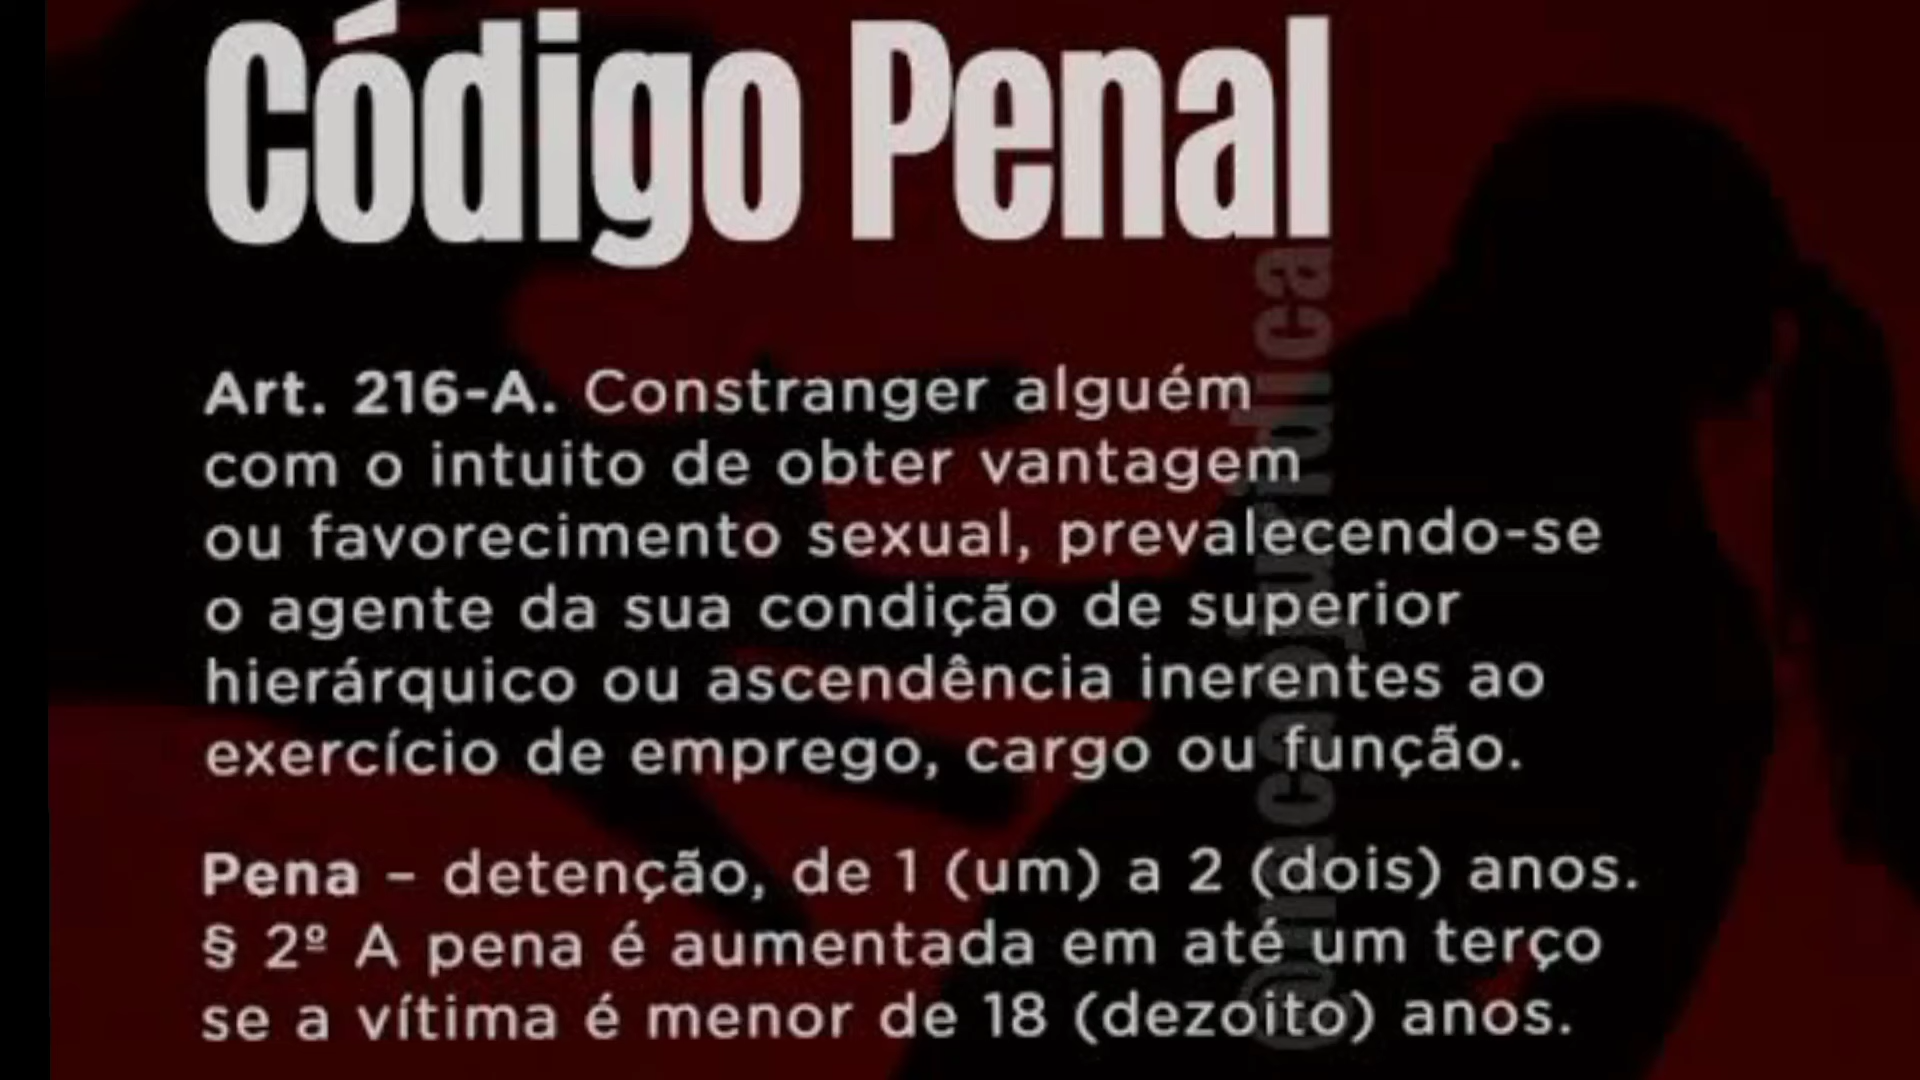 Código Penal
Art. 216-A. Constranger alguém
com o intuito de obter vantagem
ou favorecimento sexual, prevalecendo-se
o agente da sua condição de superior
hierárquico ou ascendência inerentes ao
exercício de emprego, cargo ou função.
Pena – detenção, de 1 (um) a 2 (dois) anos.
§ 2º A pena é aumentada em até um terço
se a vítima é menor de 18 (dezoito) anos.